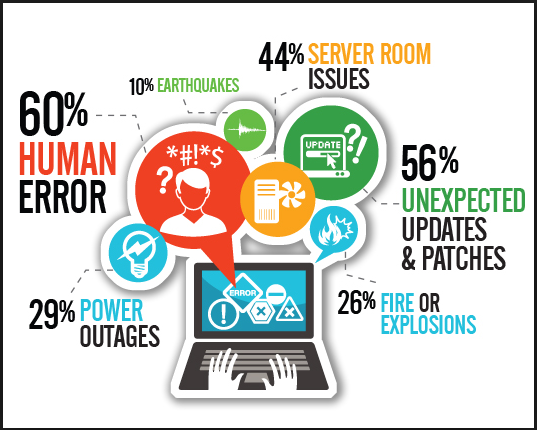 44% SERVER ROOM
ISSUES
10% EARTHQUAKES
60%
HUMAN
ERROR
*#!*$
?
UPDATE
?!
56%
UNEXPECTED
UPDATES
& PATCHES
29% POWER
OUTAGES
26% FIRE OR
EXPLOSIONS
ERROR
!